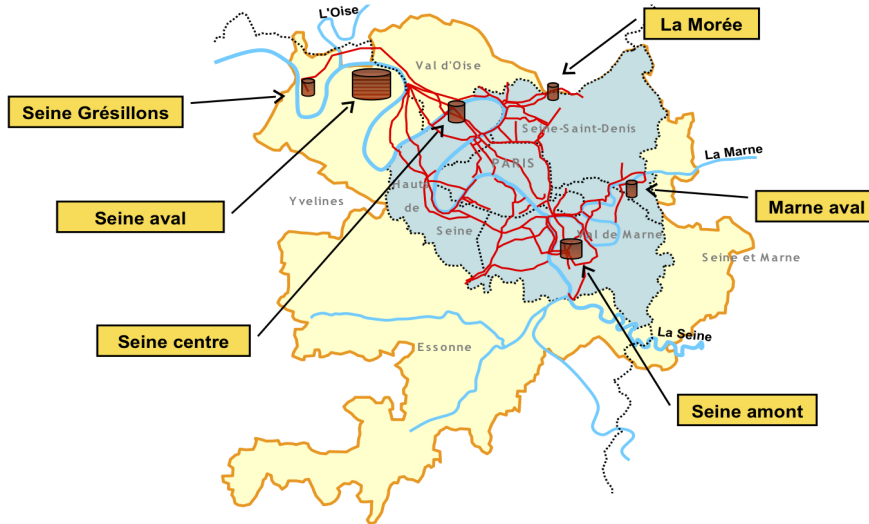 L'Oise
La Morée
Val d'Oise
Seine Grésillons
Seine-Saint-Denis
La Marne
PARIS
Hauts
Marne aval
Yvelines
de
Seine aval
Seine
Val de Marne
Seine et Marne
La Seine
Seine centre
Essonne
Seine amont